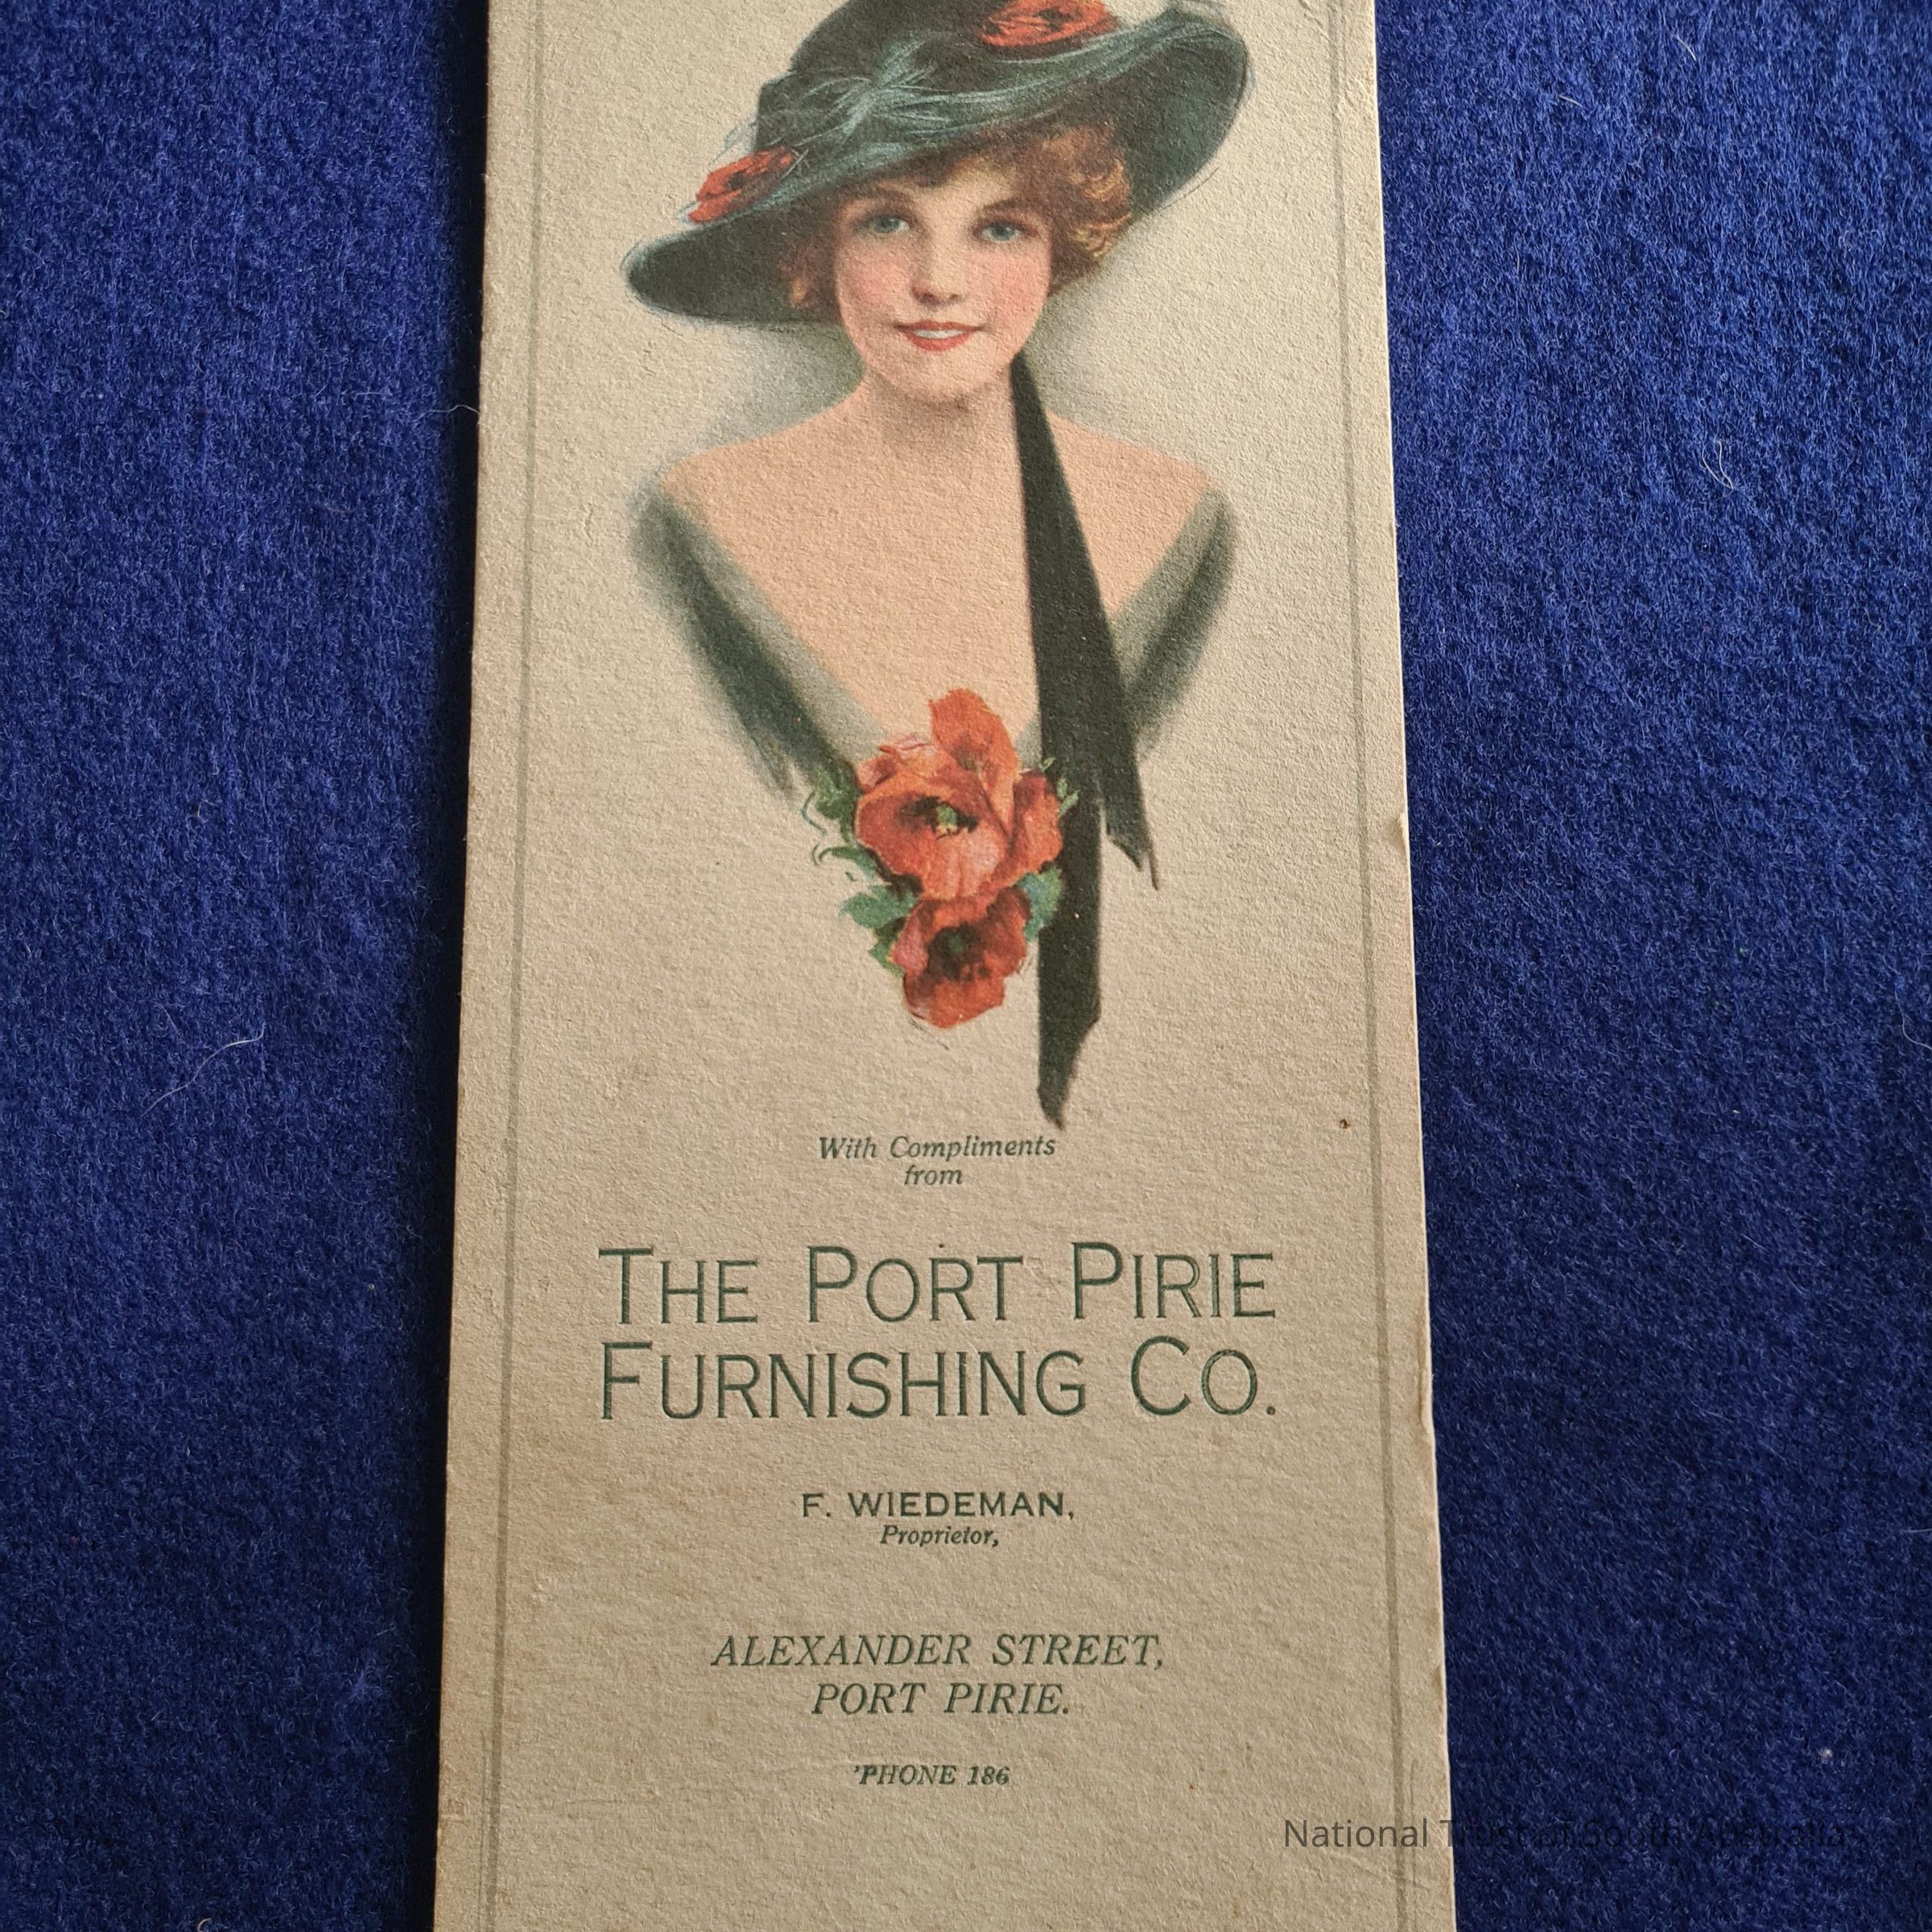 With Compliments
from
THE PORT PIRIE
FURNISHING CO.
F. WIEDEMAN,
Proprietor,
ALEXANDER STREET,
PORT PIRIE.
'PHONE 186
National Trust of South Australia